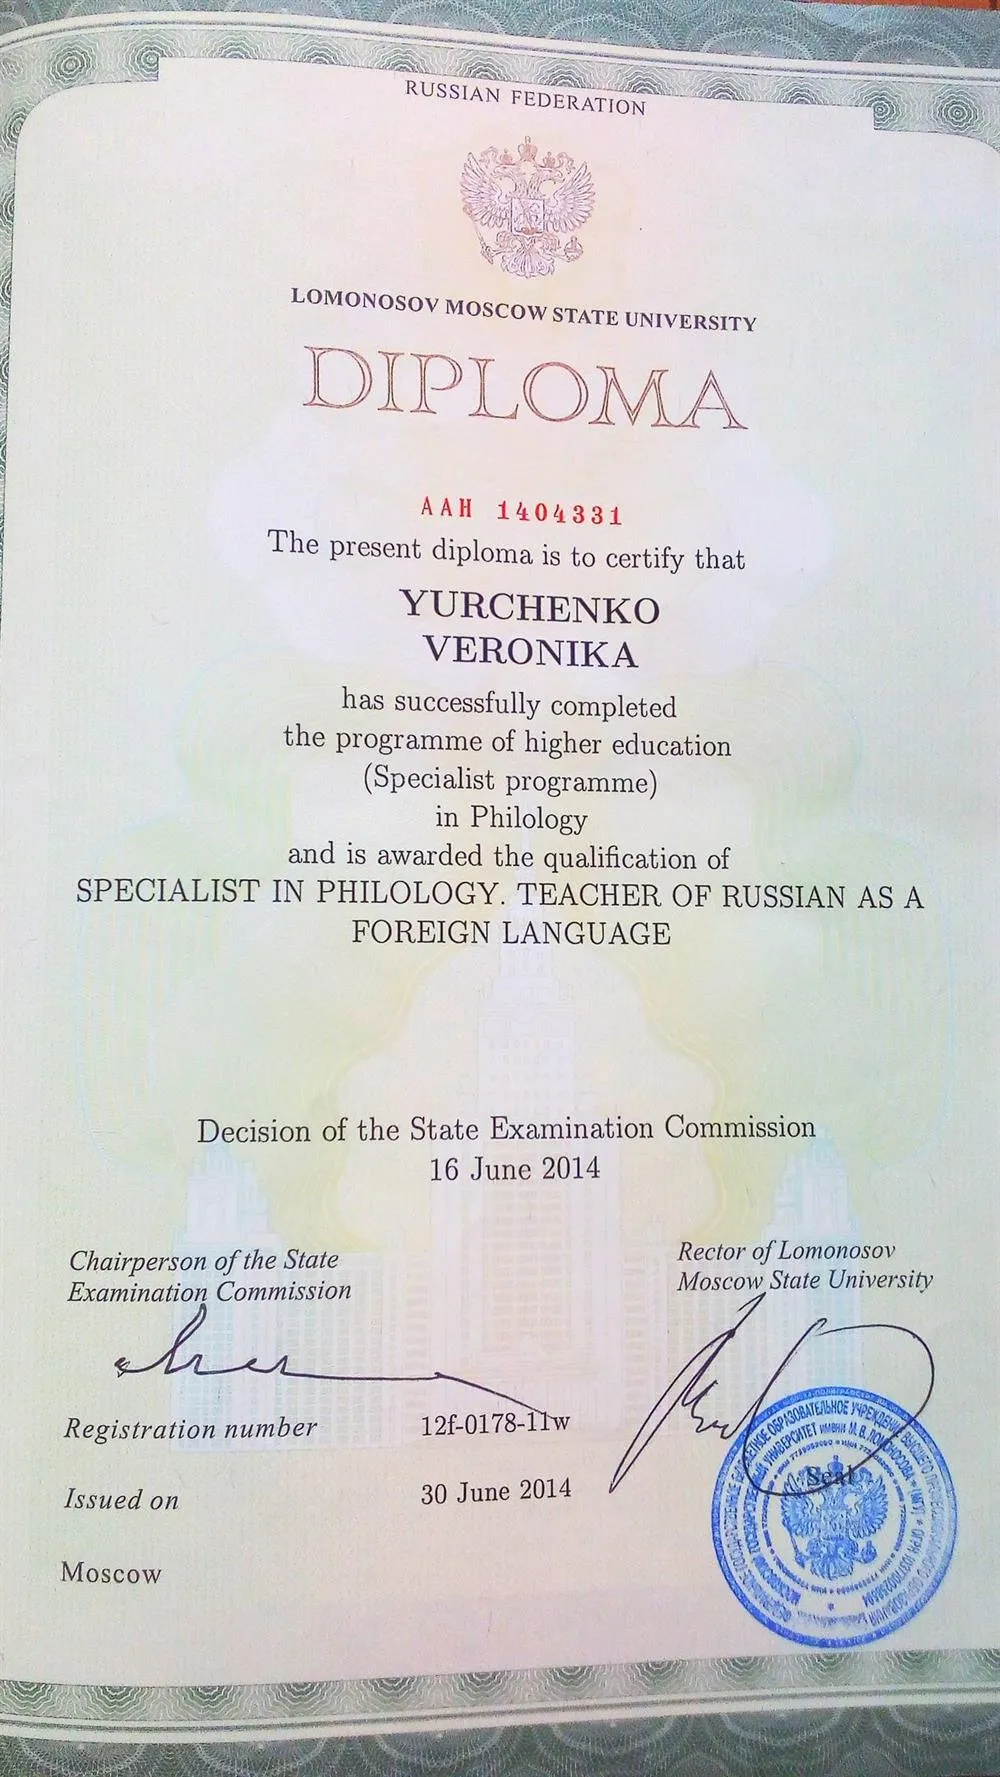 RUSSIAN FEDERATION
LOMONOSOV MOSCOW STATE UNIVERSITY
DIPLOMA
ААН 1404331
The present diploma is to certify that
YURCHENKO
VERONIKA
has successfully completed
the programme of higher education
(Specialist programme)
in Philology
and is awarded the qualification of
SPECIALIST IN PHILOLOGY. TEACHER OF RUSSIAN AS A
FOREIGN LANGUAGE
Decision of the State Examination Commission
16 June 2014
Chairperson of the State
Examination Commission
Rector of Lomonosov
Moscow State University
Registration number 12f-0178-11w
Issued on 30 June 2014
Moscow
Seal
УНИВЕРСИТЕТ имени М. В. ЛОМОНОСОВА